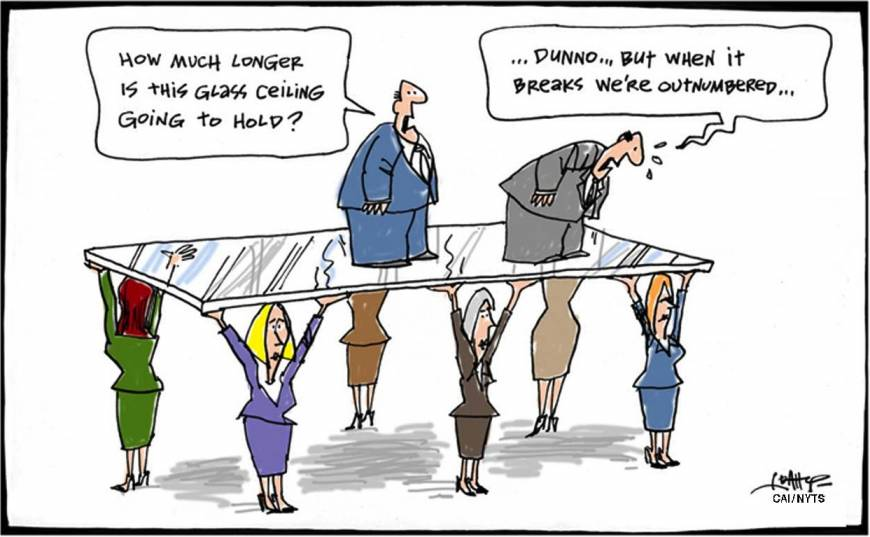 HOW MUCH LONGER
IS THIS GLASS CEILING
GOING TO HOLD?
...DUNNO... BUT WHEN IT
BREAKS WE'RE OUTNUMBERED...
CAI/NYTS